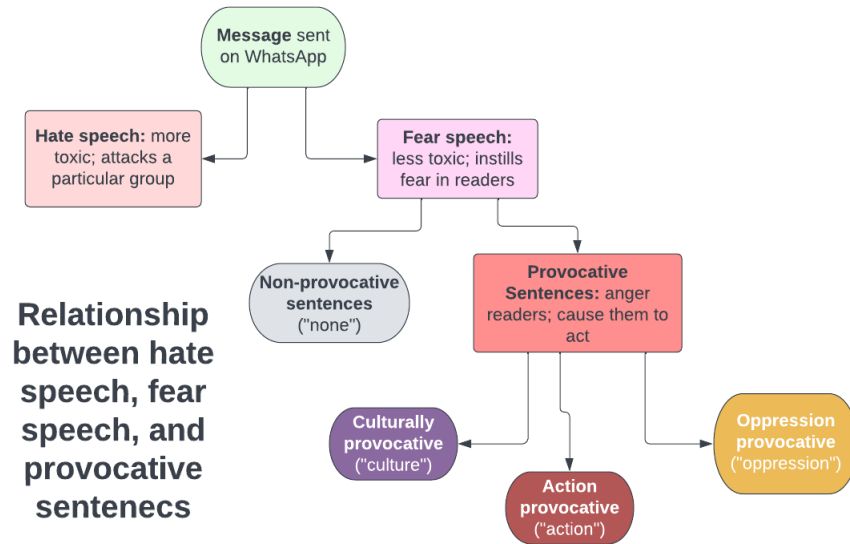 Message sent
on WhatsApp
Hate speech: more
toxic; attacks a
particular group
Fear speech:
less toxic; instills
fear in readers
Non-provocative
sentences
("none")
Provocative
Sentences: anger
readers; cause them to
act
Relationship
between hate
speech, fear
speech, and
provocative
sentenecs
Culturally
provocative
("culture")
Action
provocative
("action")
Oppression
provocative
("oppression")